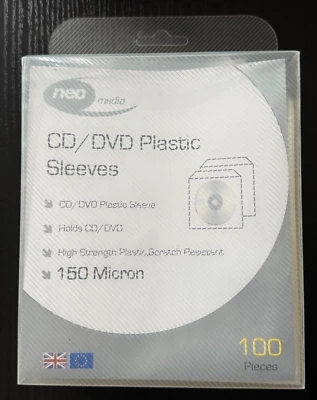 neo
media
CD/DVD Plastic
Sleeves
CD/DVD Plastic Sleeve
Holds CD/DVD
High Strength Plastic.Scratch Resistant
150 Micron
100
Pieces